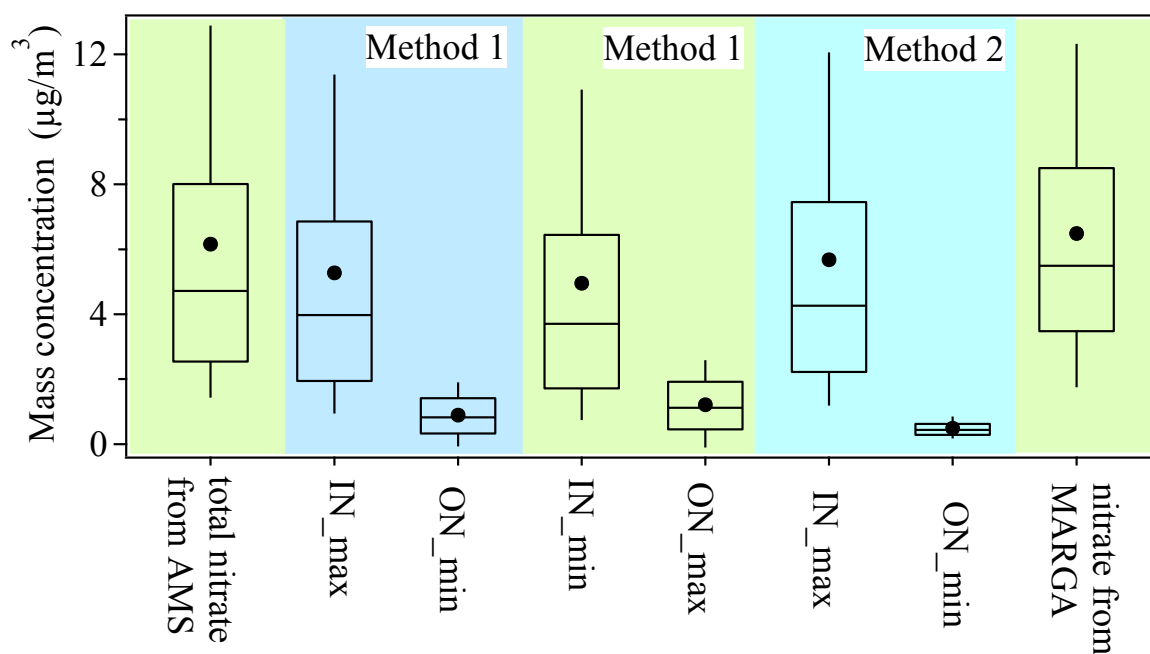 Mass concentration (µg/m³)
12
8
4
0
Method 1
Method 1
Method 2
total nitrate
from AMS
IN_max
ON_min
IN_min
ON_max
IN_max
ON_min
nitrate from
MARGA